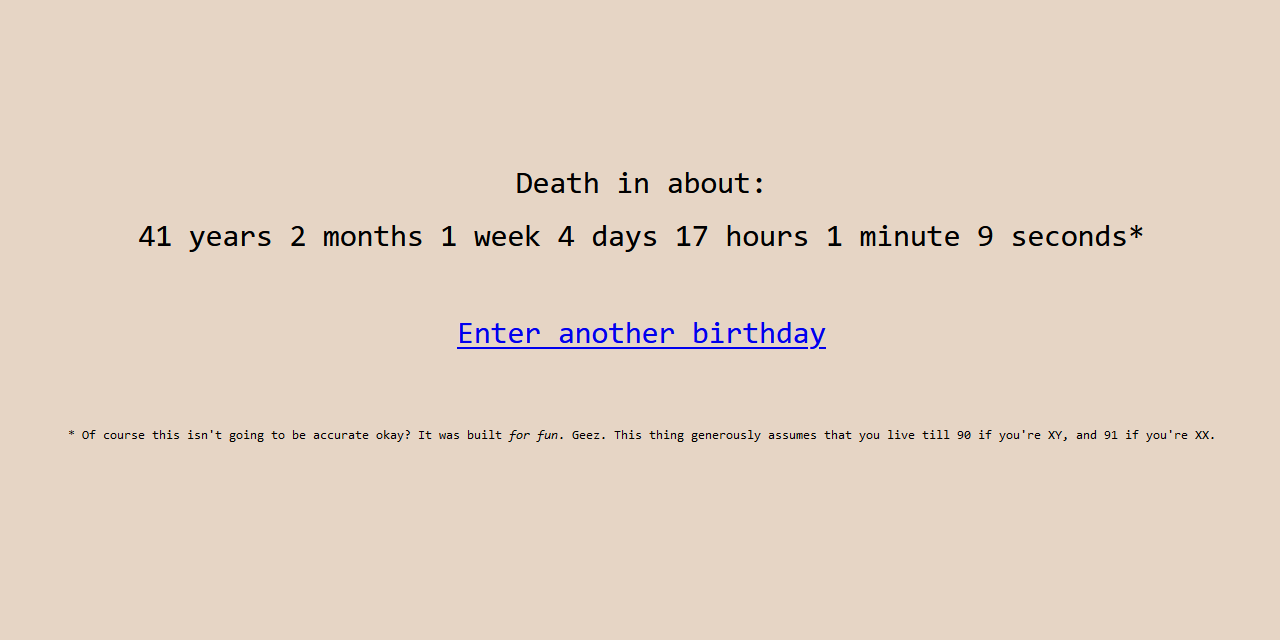 Death in about:
41 years 2 months 1 week 4 days 17 hours 1 minute 9 seconds*
Enter another birthday
* Of course this isn't going to be accurate okay? It was built for fun. Geez. This thing generously assumes that you live till 90 if you're XY, and 91 if you're XX.